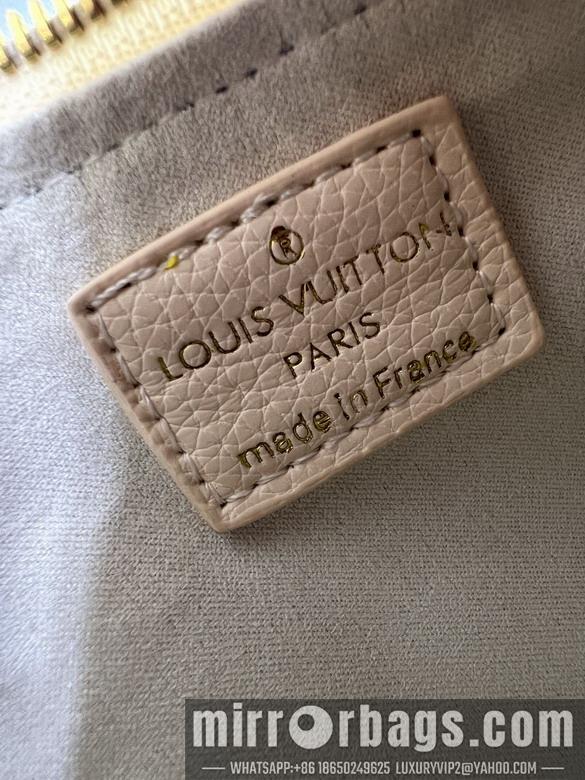 ®
LOUIS VUITTON
PARIS
made in France
mirrorbags.com
WHATSAPP:+86 18650249625 LUXURYVIP2@YAHOO.COM